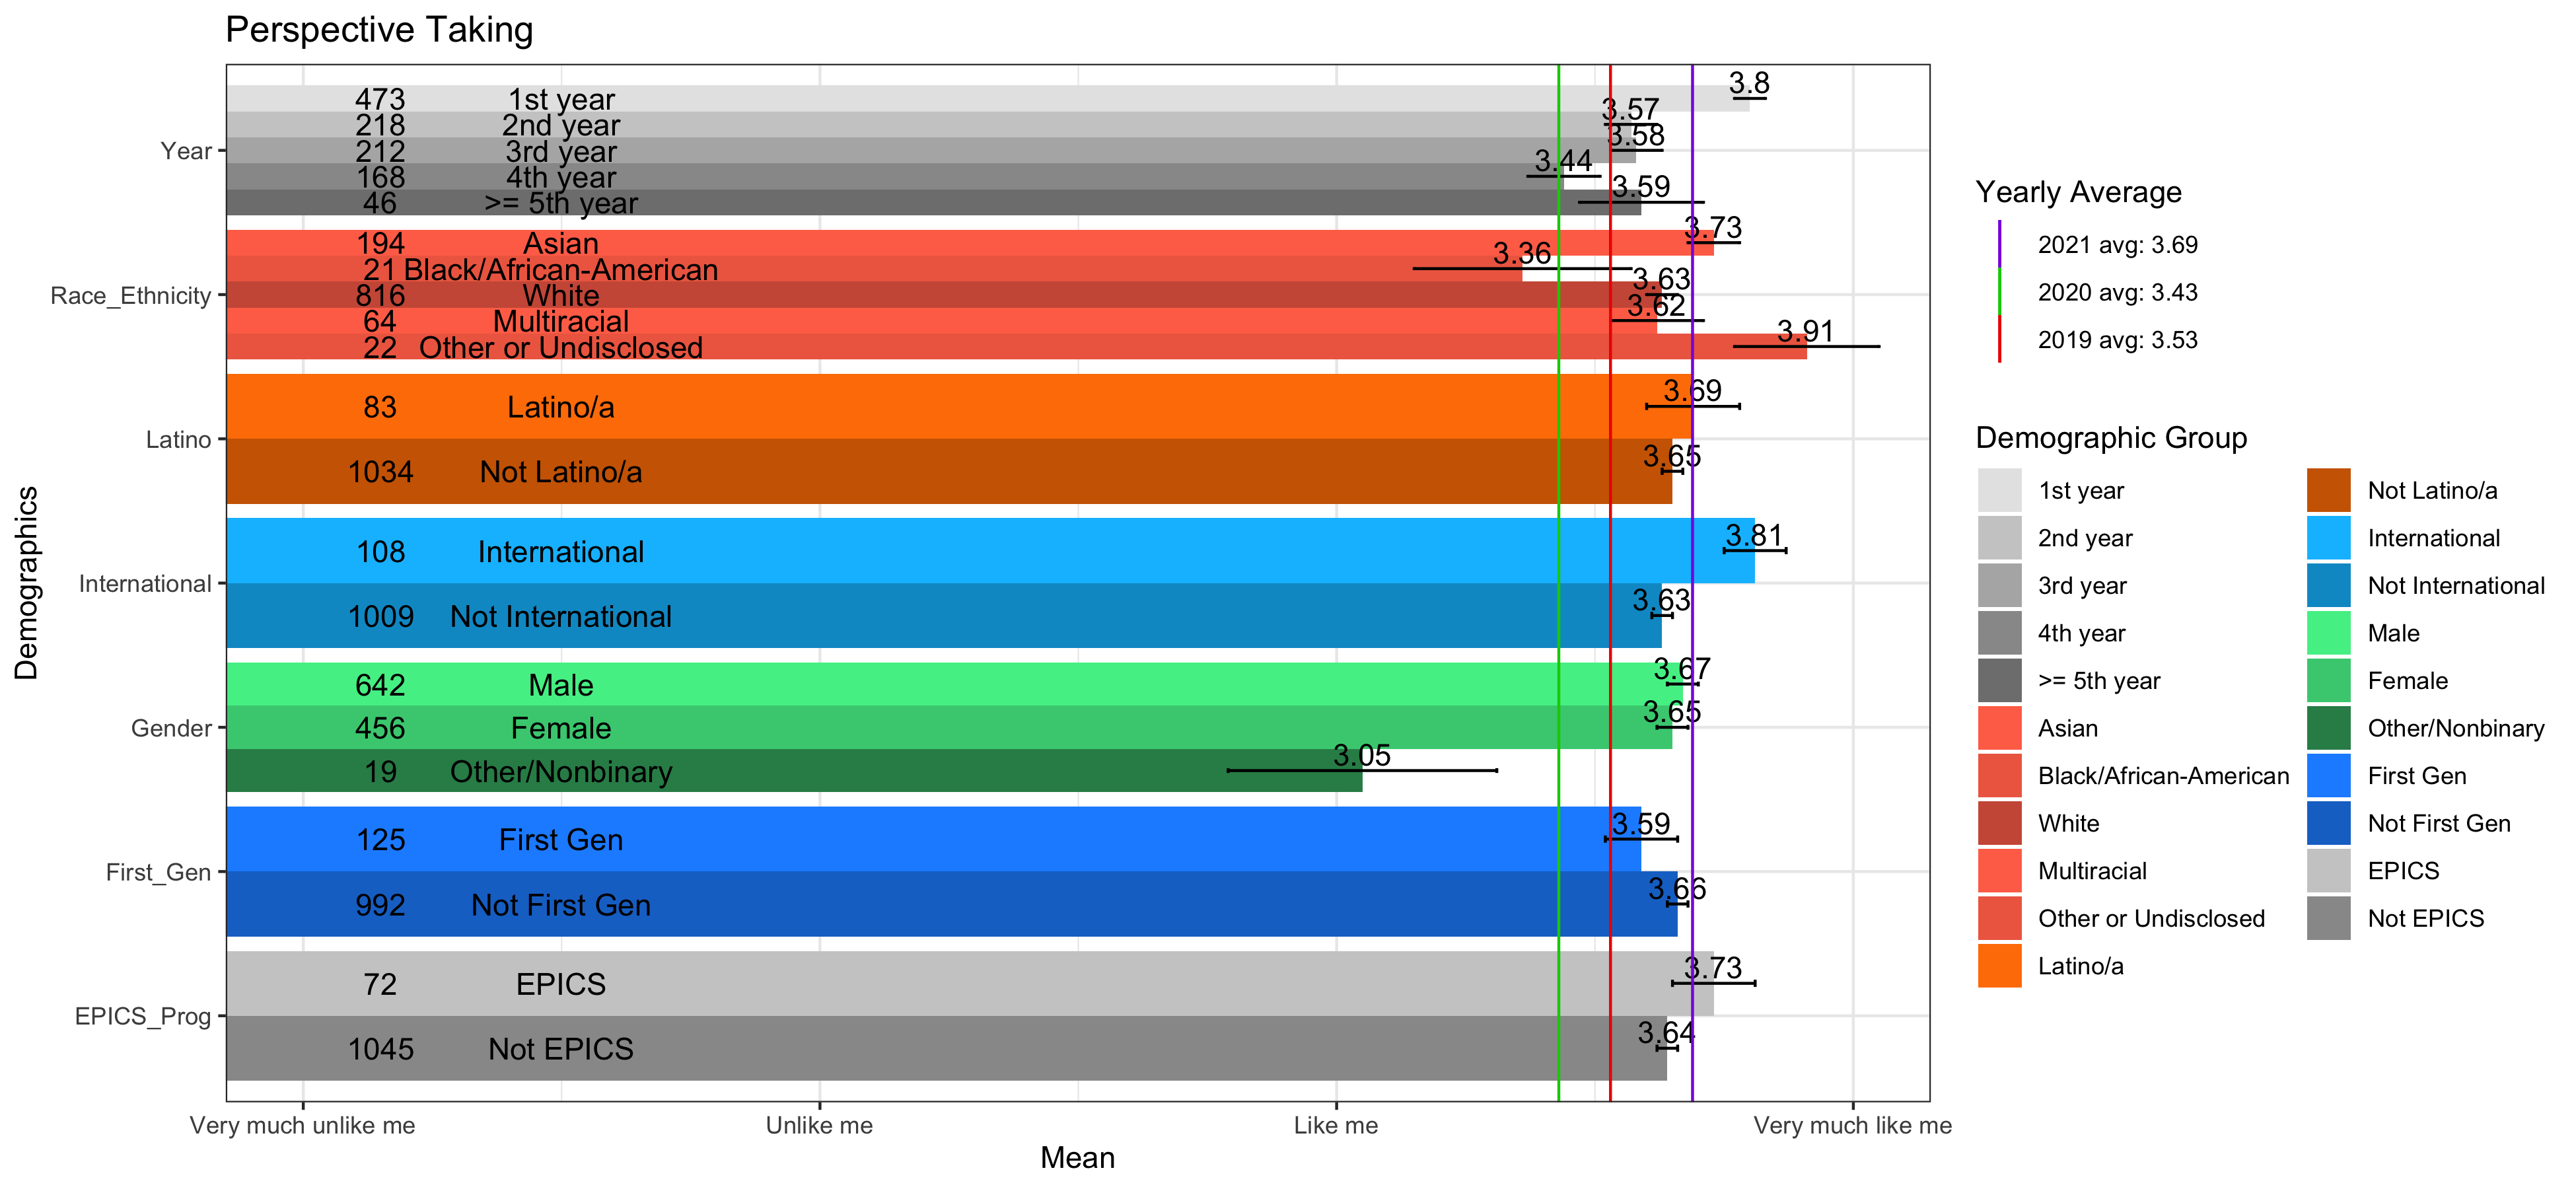 Perspective Taking
473 1st year 3.8
218 2nd year 3.57
212 3rd year 3.58
168 4th year 3.44
46 >= 5th year 3.59
Year
194 Asian 3.73
21 Black/African-American 3.36
816 White 3.63
64 Multiracial 3.62
22 Other or Undisclosed 3.91
Race_Ethnicity
83 Latino/a 3.69
1034 Not Latino/a 3.65
Latino
108 International 3.81
1009 Not International 3.63
International
642 Male 3.67
456 Female 3.65
19 Other/Nonbinary 3.05
Gender
125 First Gen 3.59
992 Not First Gen 3.66
First_Gen
72 EPICS 3.73
1045 Not EPICS 3.64
EPICS_Prog
Demographics
Very much unlike me Unlike me Like me Very much like me
Mean
Yearly Average
2021 avg: 3.69
2020 avg: 3.43
2019 avg: 3.53
Demographic Group
1st year
2nd year
3rd year
4th year
>= 5th year
Asian
Black/African-American
White
Multiracial
Other or Undisclosed
Latino/a
Not Latino/a
International
Not International
Male
Female
Other/Nonbinary
First Gen
Not First Gen
EPICS
Not EPICS